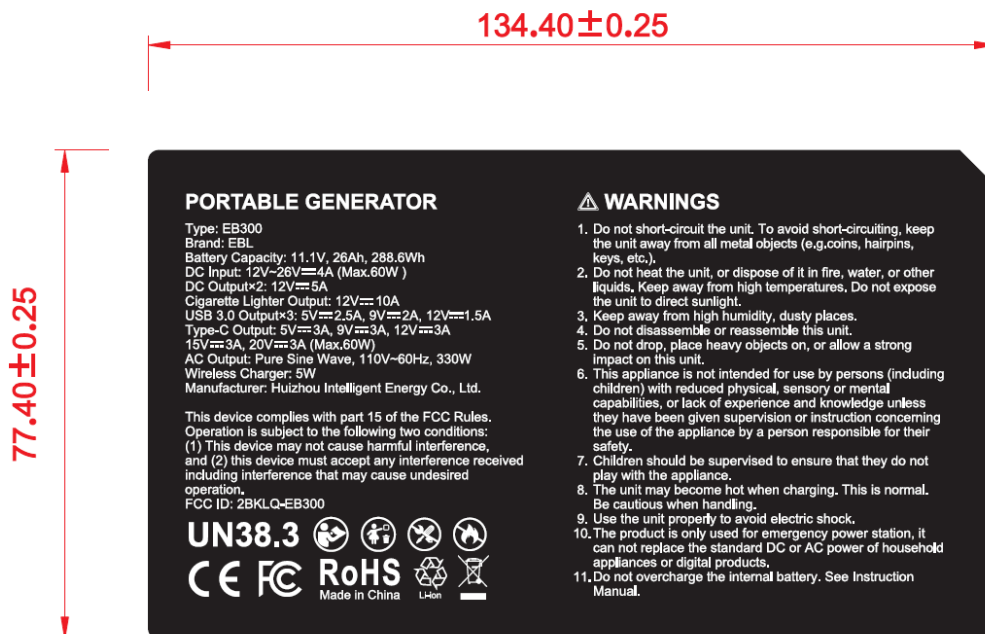 134.40±0.25
77.40±0.25
PORTABLE GENERATOR
Type: EB300
Brand: EBL
Battery Capacity: 11.1V, 26Ah, 288.6Wh
DC Input: 12V~26V⎓4A (Max.60W )
DC Output×2: 12V⎓5A
Cigarette Lighter Output: 12V⎓10A
USB 3.0 Output×3: 5V⎓2.5A, 9V⎓2A, 12V⎓1.5A
Type-C Output: 5V⎓3A, 9V⎓3A, 12V⎓3A
15V⎓3A, 20V⎓3A (Max.60W)
AC Output: Pure Sine Wave, 110V~60Hz, 330W
Wireless Charger: 5W
Manufacturer: Huizhou Intelligent Energy Co., Ltd.
This device complies with part 15 of the FCC Rules.
Operation is subject to the following two conditions:
(1) This device may not cause harmful interference,
and (2) this device must accept any interference received
including interference that may cause undesired
operation.
FCC ID: 2BKLQ-EB300
UN38.3
CE FC RoHS
Made in China
Li-ion
⚠ WARNINGS
1. Do not short-circuit the unit. To avoid short-circuiting, keep
the unit away from all metal objects (e.g.coins, hairpins,
keys, etc.).
2. Do not heat the unit, or dispose of it in fire, water, or other
liquids. Keep away from high temperatures. Do not expose
the unit to direct sunlight.
3. Keep away from high humidity, dusty places.
4. Do not disassemble or reassemble this unit.
5. Do not drop, place heavy objects on, or allow a strong
impact on this unit.
6. This appliance is not intended for use by persons (including
children) with reduced physical, sensory or mental
capabilities, or lack of experience and knowledge unless
they have been given supervision or instruction concerning
the use of the appliance by a person responsible for their
safety.
7. Children should be supervised to ensure that they do not
play with the appliance.
8. The unit may become hot when charging. This is normal.
Be cautious when handling.
9. Use the unit properly to avoid electric shock.
10. The product is only used for emergency power station, it
can not replace the standard DC or AC power of household
appliances or digital products.
11. Do not overcharge the internal battery. See Instruction
Manual.